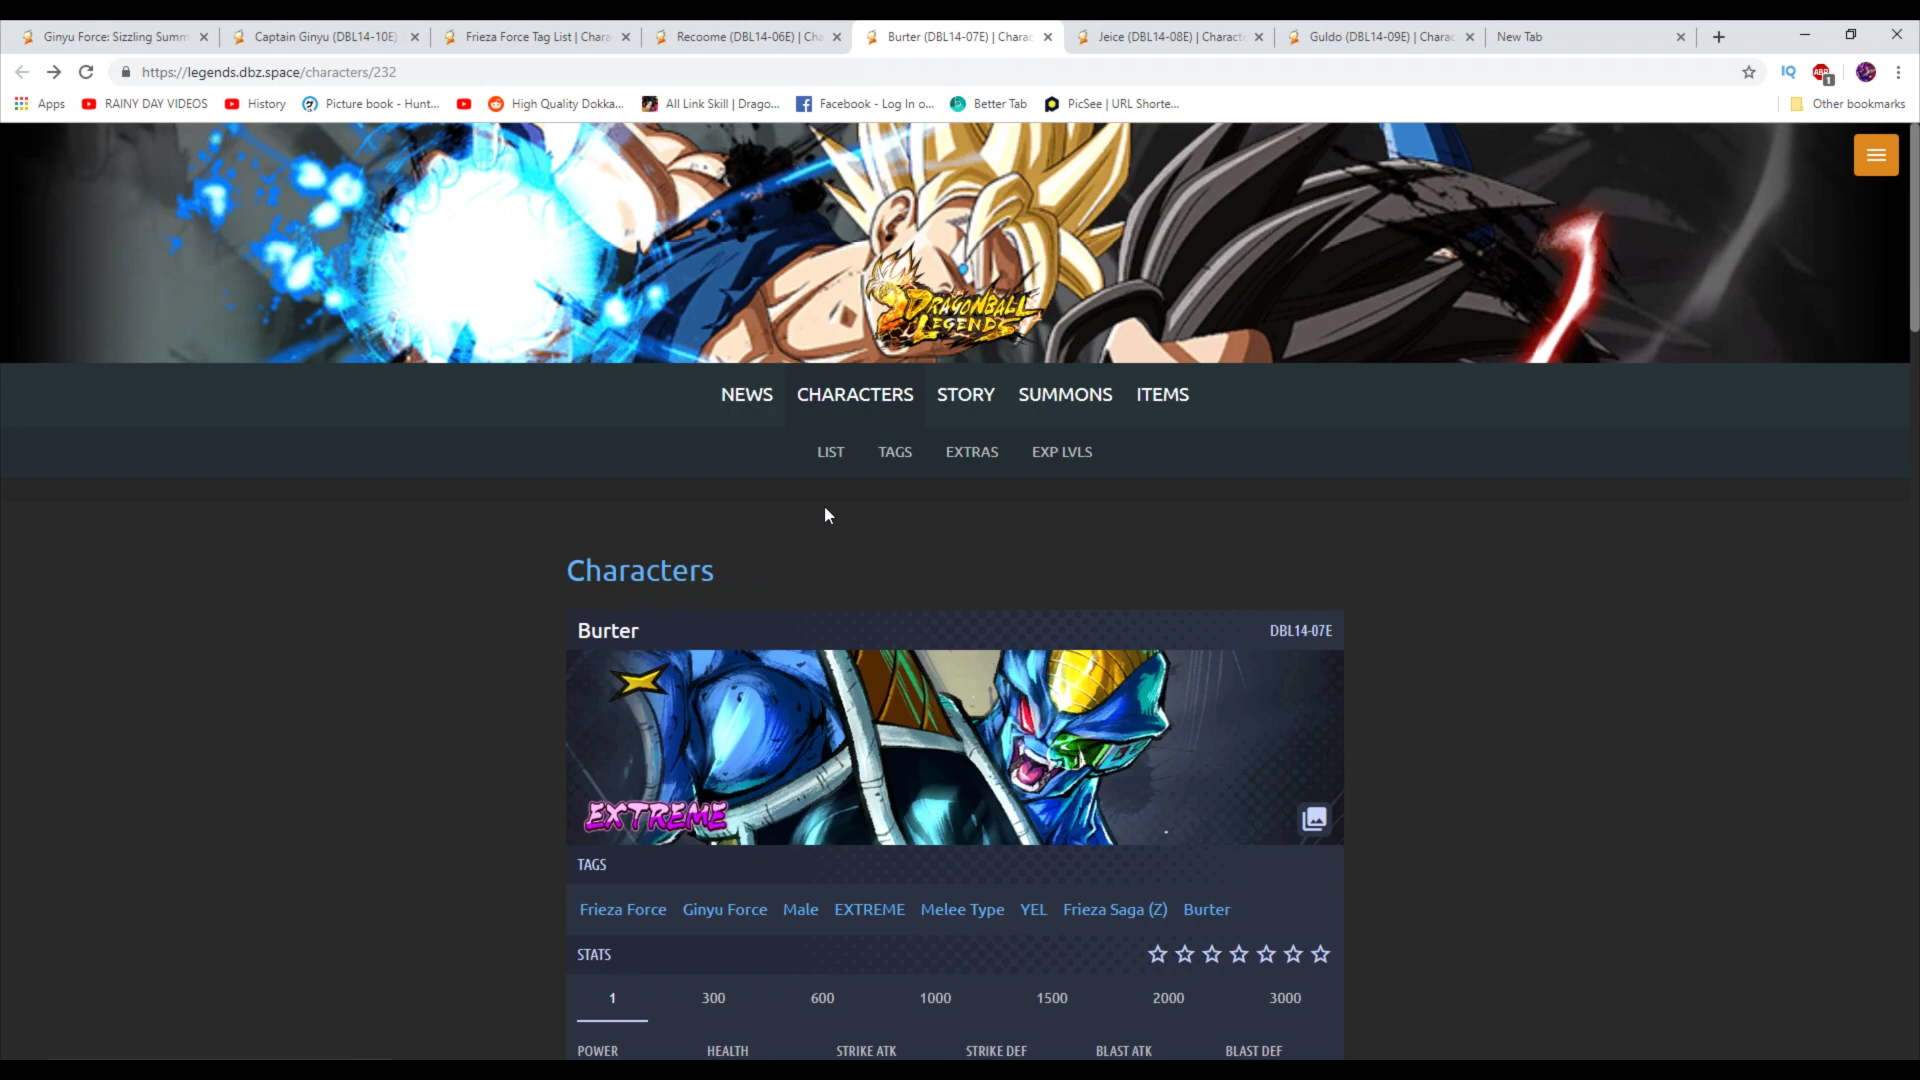 Ginyu Force: Sizzling Summ
Captain Ginyu (DBL14-10E)
Frieza Force Tag List | Chara
Recoome (DBL14-06E) | Cha
Burter (DBL14-07E) | Charac
Jeice (DBL14-08E) | Charact
Guldo (DBL14-09E) | Charac
New Tab
https://legends.dbz.space/characters/232
IQ
ABP
1
Apps
RAINY DAY VIDEOS
History
Picture book - Hunt...
High Quality Dokka...
All Link Skill | Drago...
Facebook - Log In o...
Better Tab
PicSee | URL Shorte...
Other bookmarks
DRAGONBALL
LEGENDS
NEWS
CHARACTERS
STORY
SUMMONS
ITEMS
LIST
TAGS
EXTRAS
EXP LVLS
Characters
Burter
DBL14-07E
EXTREME
TAGS
Frieza Force
Ginyu Force
Male
EXTREME
Melee Type
YEL
Frieza Saga (Z)
Burter
STATS
1
300
600
1000
1500
2000
3000
POWER
HEALTH
STRIKE ATK
STRIKE DEF
BLAST ATK
BLAST DEF